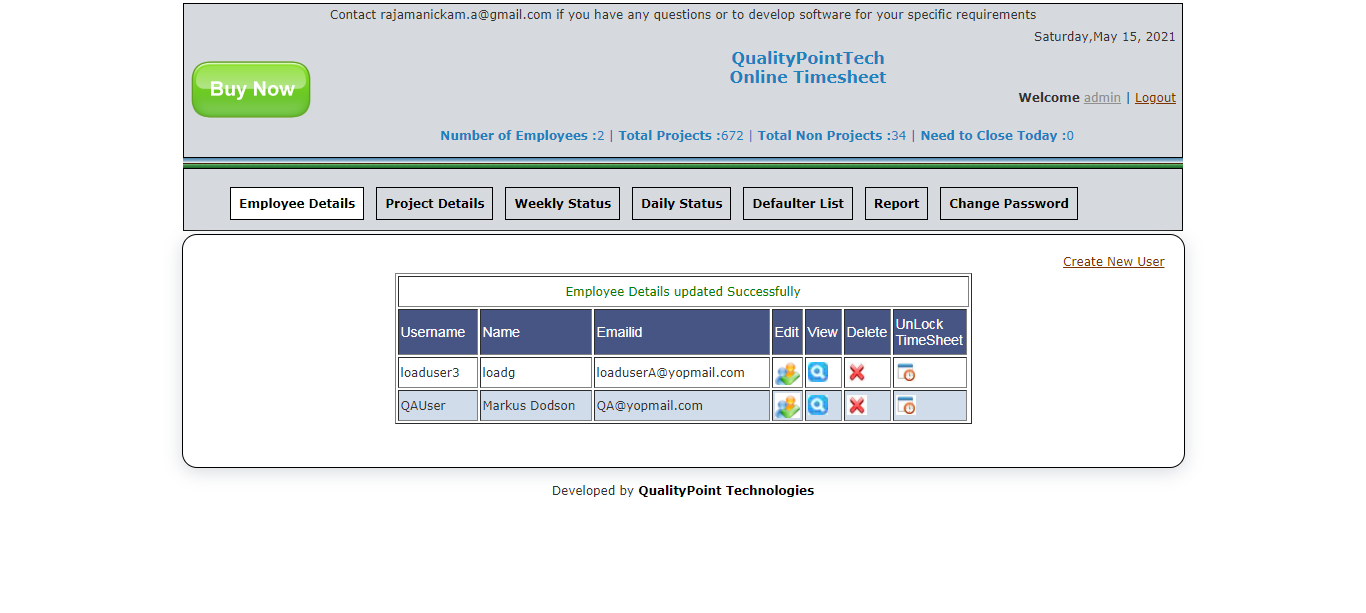 Contact rajamanickam.a@gmail.com if you have any questions or to develop software for your specific requirements
Saturday,May 15, 2021
QualityPointTech
Online Timesheet
Buy Now
Welcome admin | Logout
Number of Employees :2 | Total Projects :672 | Total Non Projects :34 | Need to Close Today :0
Employee Details Project Details Weekly Status Daily Status Defaulter List Report Change Password
Create New User
Employee Details updated Successfully
Username Name Emailid Edit View Delete UnLock TimeSheet
loaduser3 loadg loaduserA@yopmail.com
QAUser Markus Dodson QA@yopmail.com
Developed by QualityPoint Technologies